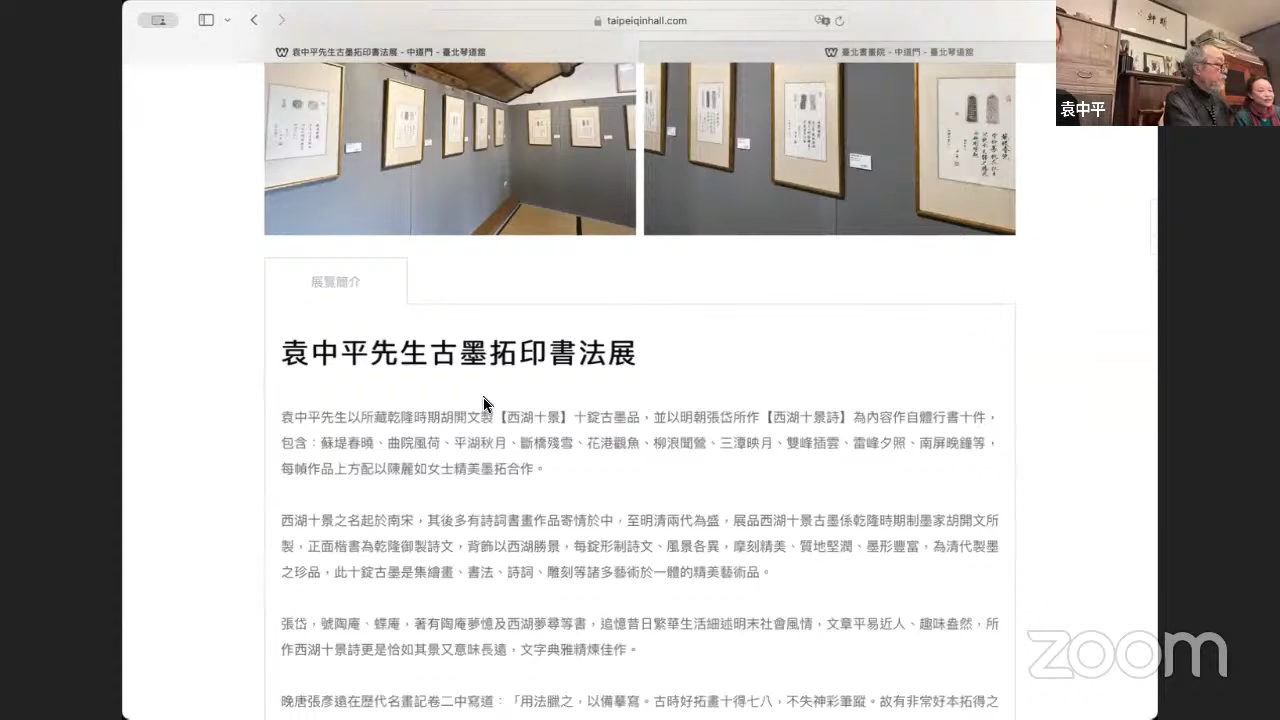 taipeiqinhall.com
袁中平先生古墨拓印書法展 - 中道門 - 臺北琴道館
臺北書畫院 - 中道門 - 臺北琴道館
袁中平
展覽簡介
袁中平先生古墨拓印書法展
袁中平先生以所藏乾隆時期胡開文製【西湖十景】十錠古墨品，並以明朝張岱所作【西湖十景詩】為內容作自體行書十件，
包含：蘇堤春曉、曲院風荷、平湖秋月、斷橋殘雪、花港觀魚、柳浪聞鶯、三潭映月、雙峰插雲、雷峰夕照、南屏晚鐘等，
每幀作品上方配以陳麗如女士精美墨拓合作。
西湖十景之名起於南宋，其後多有詩詞書畫作品寄情於中，至明清兩代為盛，展品西湖十景古墨係乾隆時期制墨家胡開文所
製，正面楷書為乾隆御製詩文，背飾以西湖勝景，每錠形制詩文、風景各異，摩刻精美、質地堅潤、墨形豐富，為清代製墨
之珍品，此十錠古墨是集繪畫、書法、詩詞、雕刻等諸多藝術於一體的精美藝術品。
張岱，號陶庵、蝶庵，著有陶庵夢憶及西湖夢尋等書，追憶昔日繁華生活細述明末社會風情，文章平易近人、趣味盎然，所
作西湖十景詩更是恰如其景又意味長遠，文字典雅精煉佳作。
晚唐張彥遠在歷代名畫記卷二中寫道：「用法臘之，以備摹寫。古時好拓畫十得七八，不失神彩筆蹤。故有非常好本拓得之
zoom